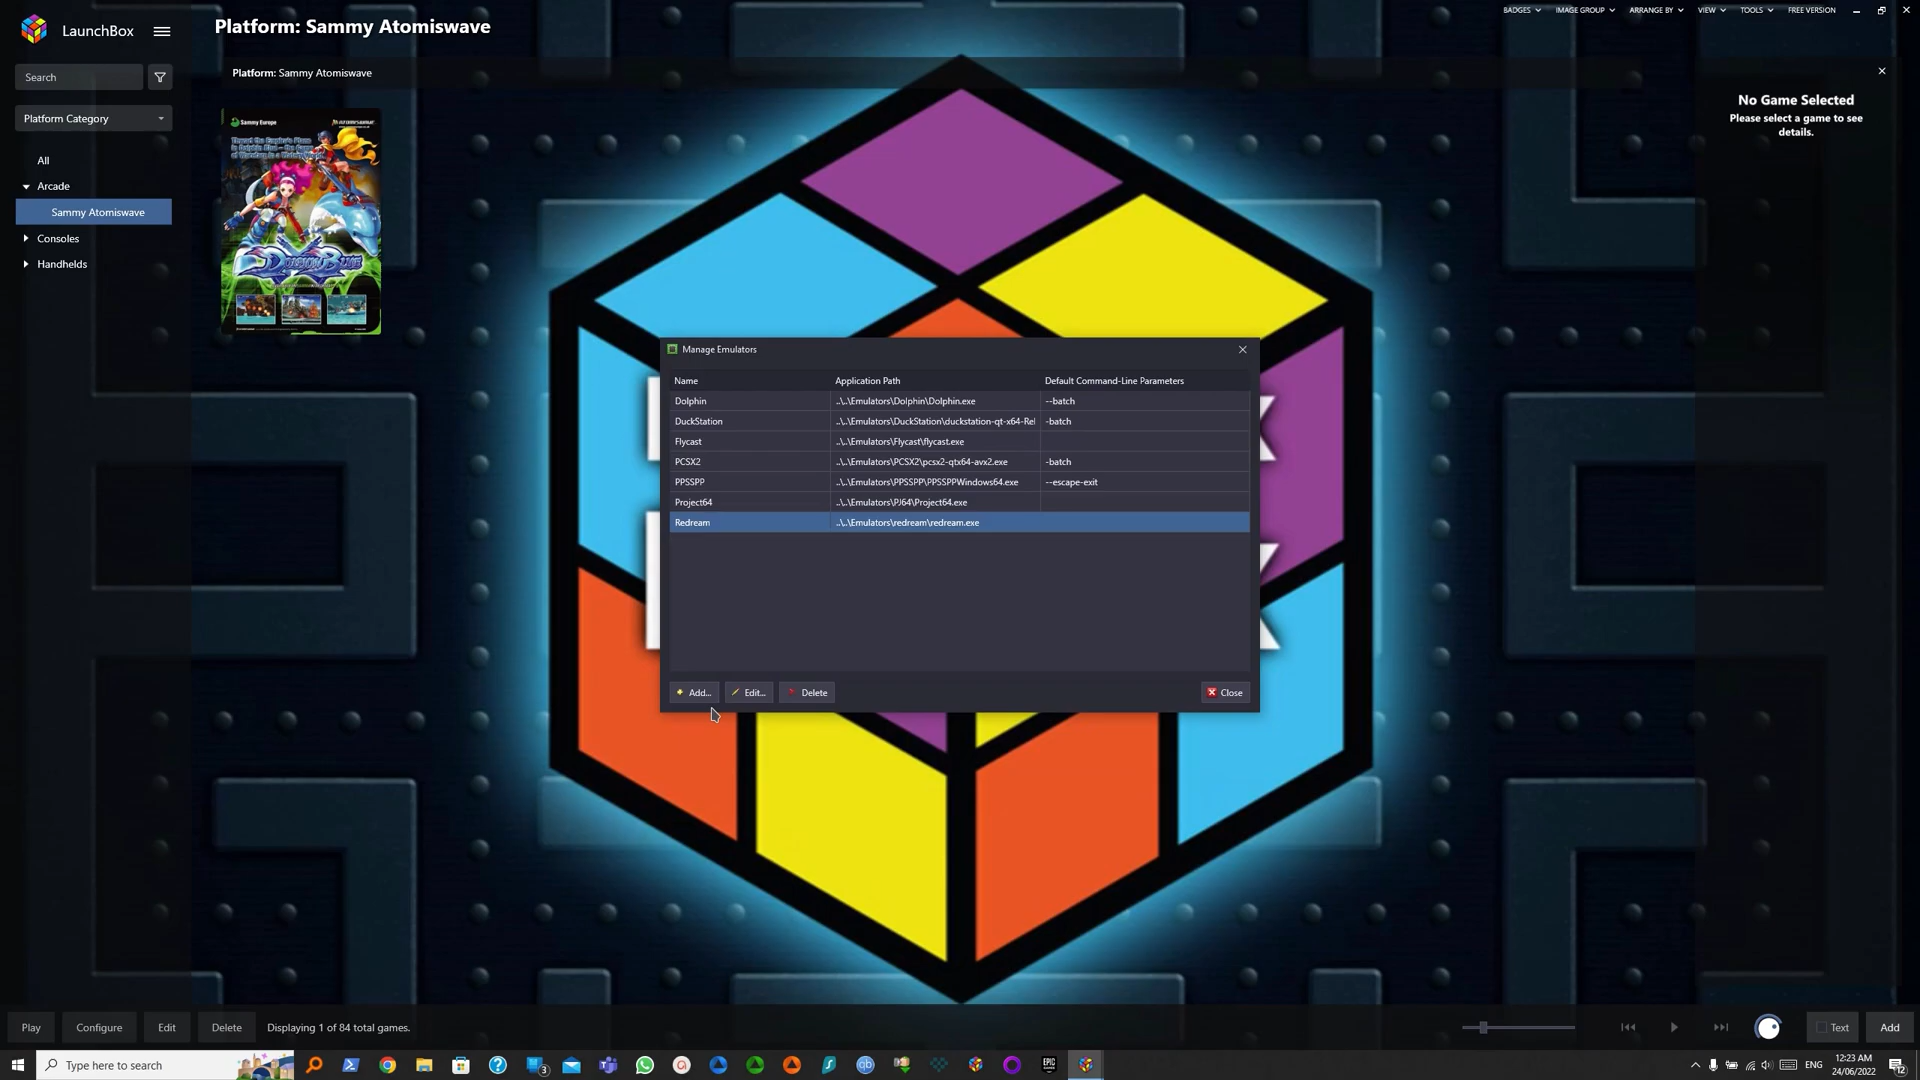 LaunchBox
Platform: Sammy Atomiswave
BADGES
IMAGE GROUP
ARRANGE BY
VIEW
TOOLS
FREE VERSION
Search
Platform: Sammy Atomiswave
Platform Category
No Game Selected
Please select a game to see
details.
All
Arcade
Sammy Atomiswave
Consoles
Handhelds
Sammy Europe
Manage Emulators
Name Application Path Default Command-Line Parameters
Dolphin ..\..\Emulators\Dolphin\Dolphin.exe --batch
DuckStation ..\..\Emulators\DuckStation\duckstation-qt-x64-Rel -batch
Flycast ..\..\Emulators\Flycast\flycast.exe
PCSX2 ..\..\Emulators\PCSX2\pcsx2-qtx64-avx2.exe -batch
PPSSPP ..\..\Emulators\PPSSPP\PPSSPPWindows64.exe --escape-exit
Project64 ..\..\Emulators\PJ64\Project64.exe
Redream ..\..\Emulators\redream\redream.exe
Add... Edit... Delete Close
Play Configure Edit Delete Displaying 1 of 84 total games. Text Add
Type here to search
3
EPIC
ENG
12:23 AM
24/06/2022
12